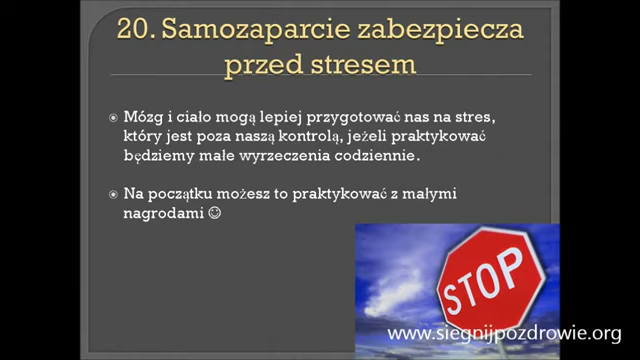 20. Samozaparcie zabezpiecza
przed stresem
Mózg i ciało mogą lepiej przygotować nas na stres,
który jest poza naszą kontrolą, jeżeli praktykować
będziemy małe wyrzeczenia codziennie.
Na początku możesz to praktykować z małymi
nagrodami ☺
STOP
www.siegnijpozdrowie.org